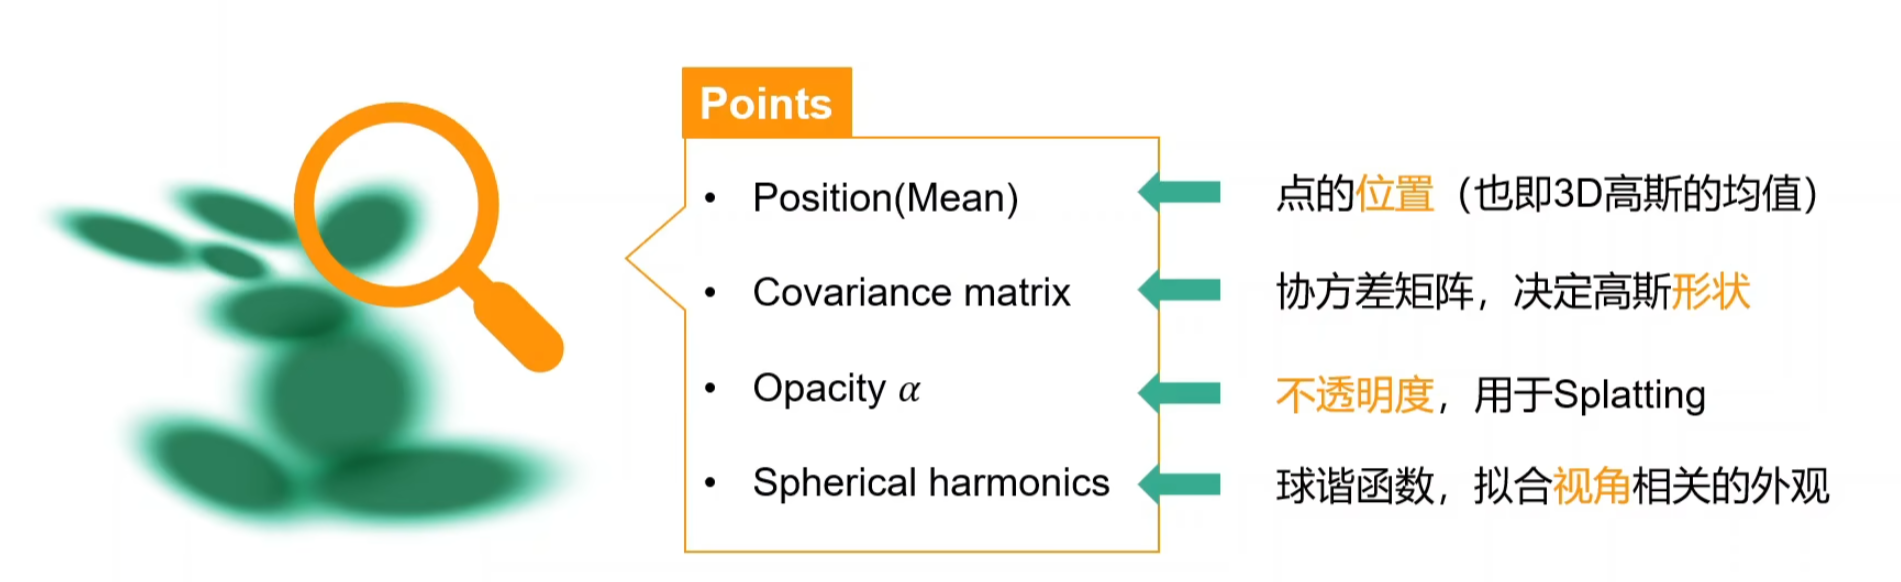 Points
• Position(Mean)
点的位置（也即3D高斯的均值）
• Covariance matrix
协方差矩阵，决定高斯形状
• Opacity α
不透明度，用于Splatting
• Spherical harmonics
球谐函数，拟合视角相关的外观